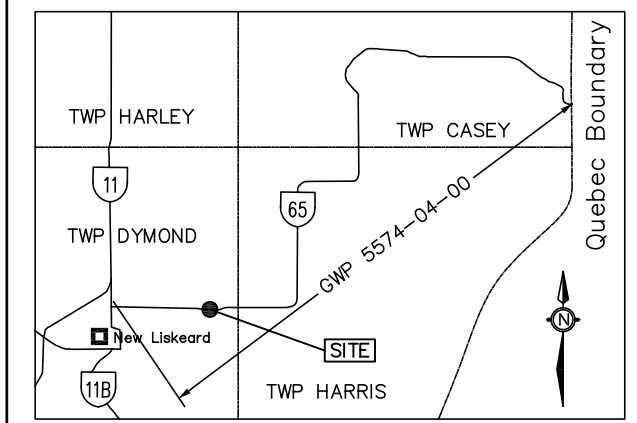 TWP HARLEY
TWP CASEY
Quebec Boundary
11
65
GWP 5574-04-00
TWP DYMOND
N
New Liskeard
SITE
11B
TWP HARRIS